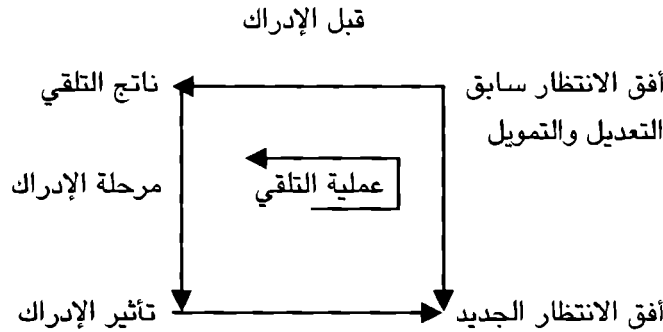 قبل الإدراك
أفق الانتظار سابق
التعديل والتمويل
ناتج التلقي
عملية التلقي
مرحلة الإدراك
أفق الانتظار الجديد
تأثير الإدراك